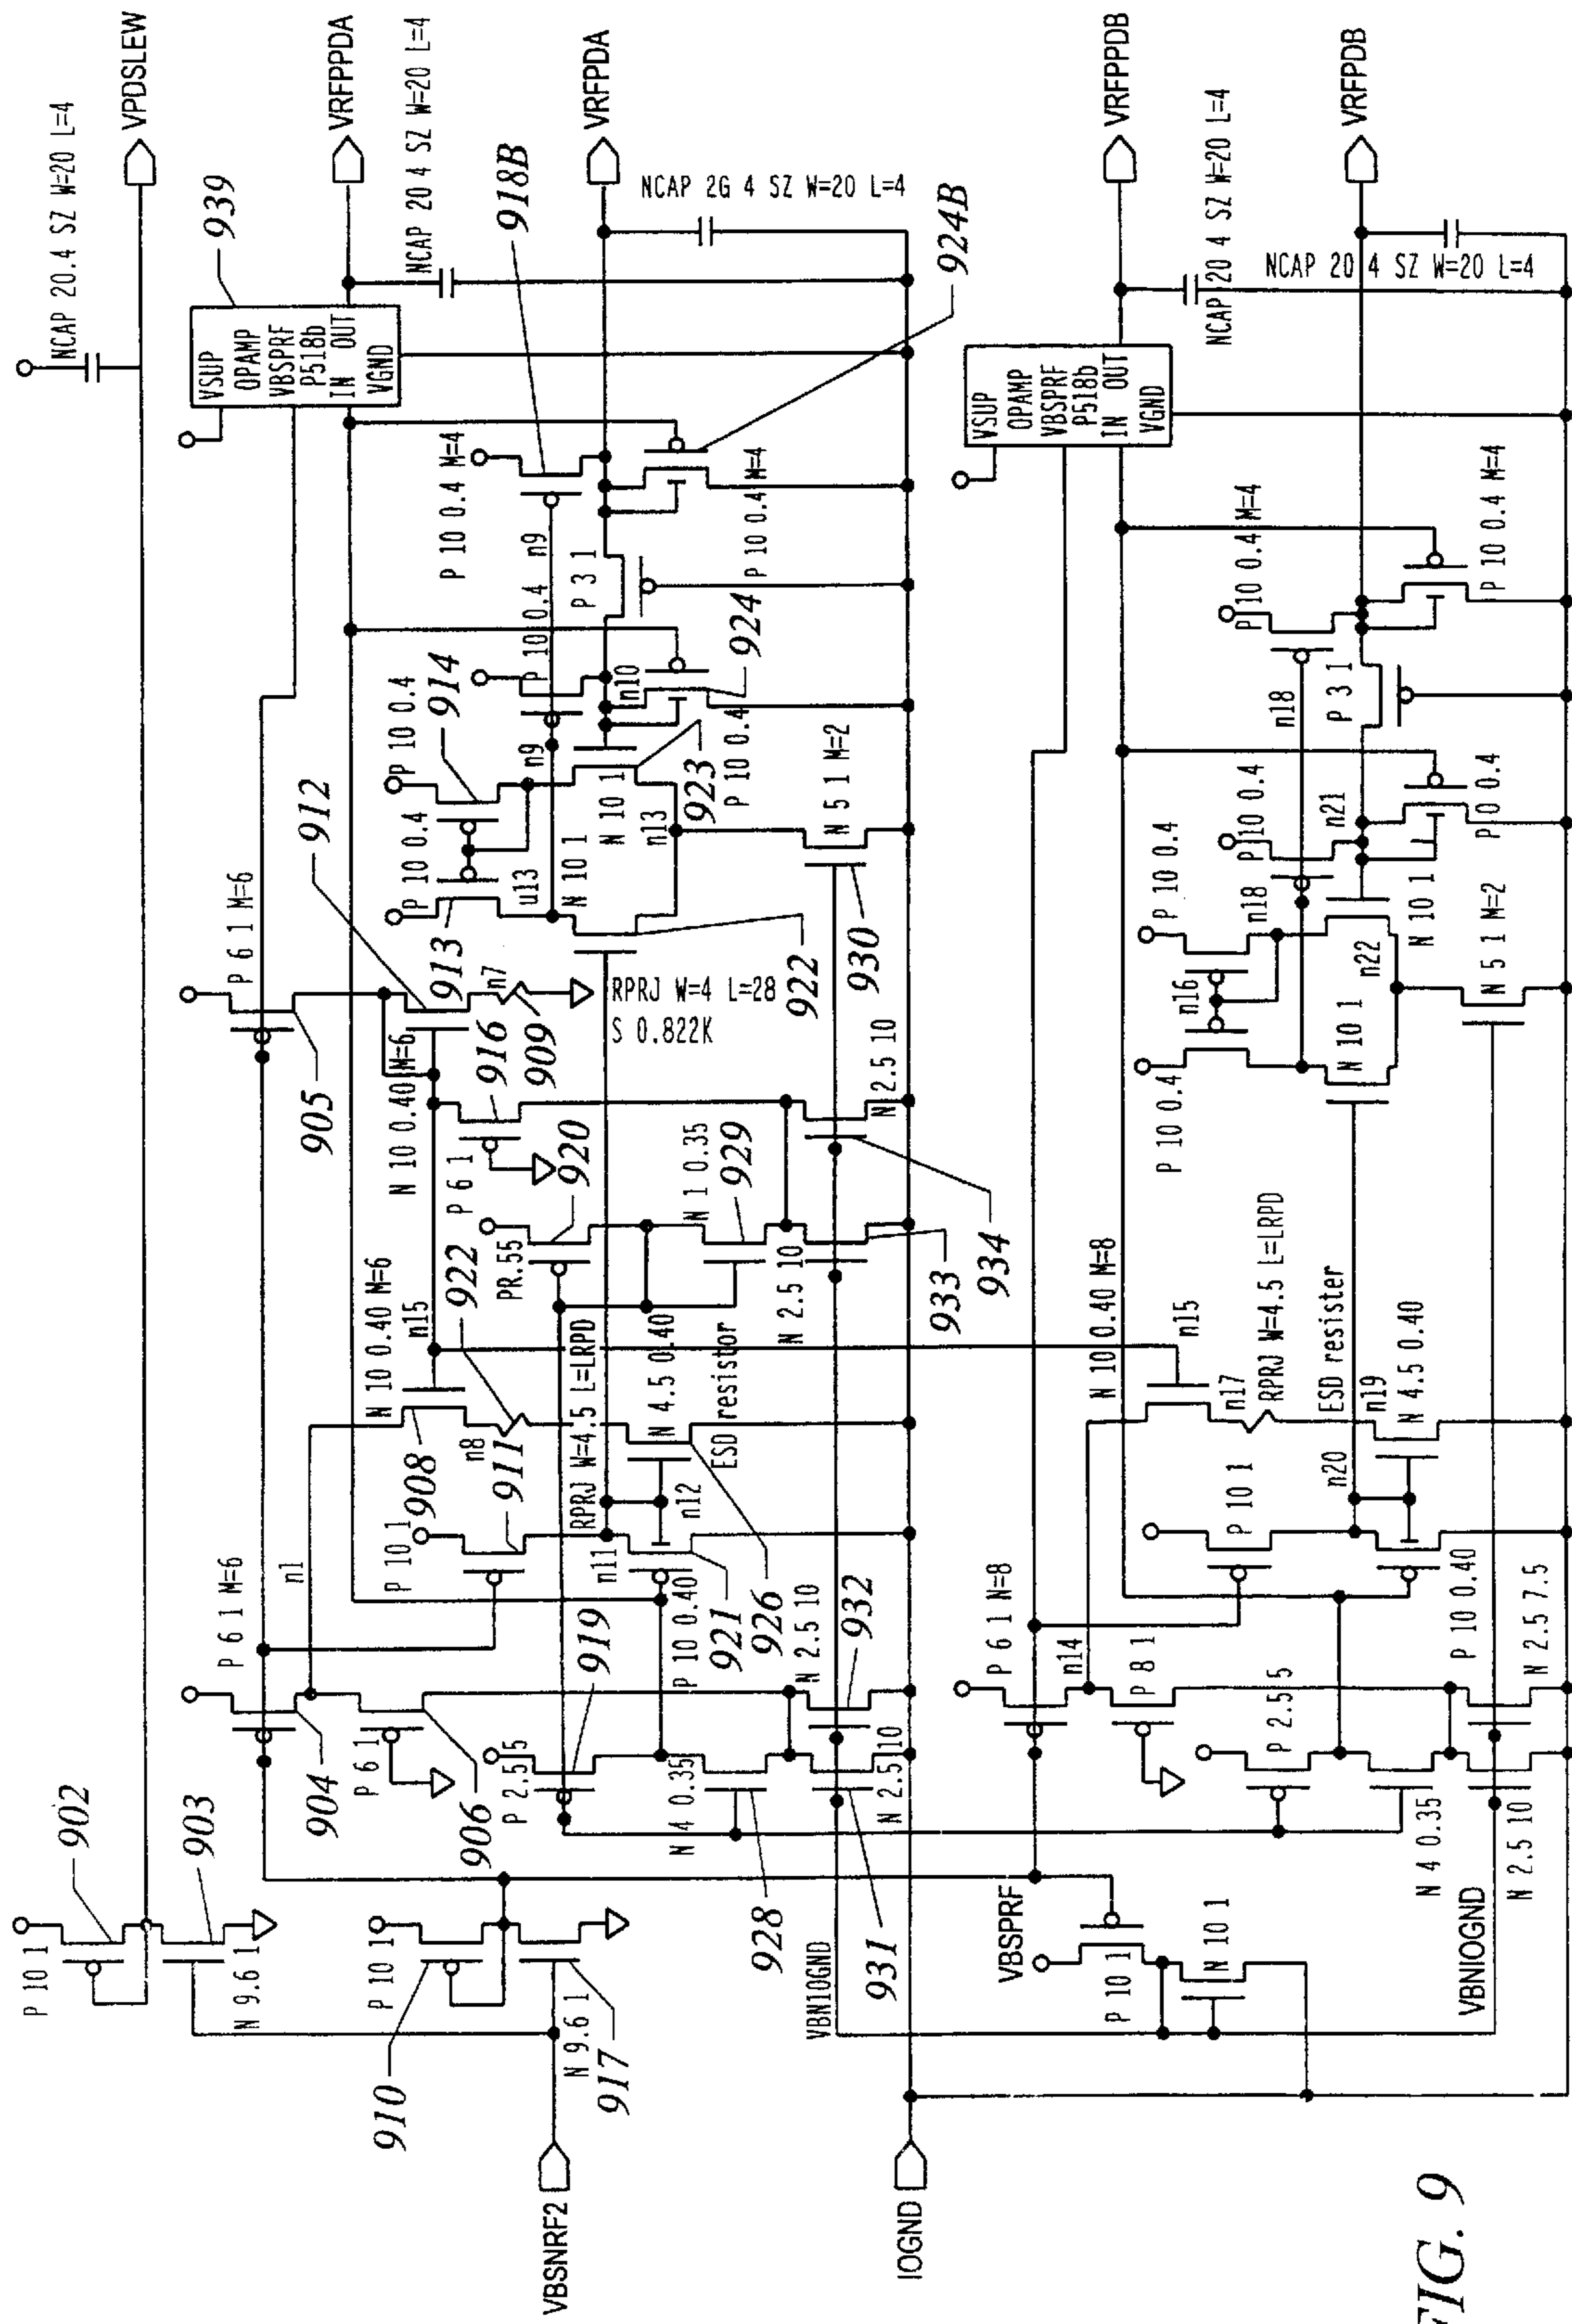 NCAP 20.4 SZ W=20 L=4
VPDSLEW
P 10 1
902
903
N 9.6 1
939
VSUP
OPAMP
VBSPRF
P518b
IN OUT
VGND
VRFPPDA
NCAP 20 4 SZ W=20 L=4
P 6 1 M=6
904
n1
P 6 1 M=6
905
912
P 10 1
910
N 9.6 1
917
VBSNRF2
P 6 1
906
P 10 1
908
n8
911
N 10 0.40 M=6
n15
922
N 10 0.40 M=6
P 6 1
916
909
n7
RPRJ W=4 L=28
S 0.822K
913
P 10 0.4
u13
P 10 0.4
914
n9
P 10 0.4
n9
P 10 0.4 M=4
918B
VRFPDA
NCAP 2G 4 SZ W=20 L=4
924B
P 10 0.4 M=4
P 3 1
n10
924
P 10 0.4
923
N 10 1
n13
N 10 1
922
N 5 1 M=2
930
P 2.5 5
919
n11
RPRJ W=4.5 L=LRPD
n12
P 10 0.40
921
926
N 4.5 0.40
ESD resistor
PR.55
920
N 1 0.35
929
N 2.5 10
933
N 2.5 10
934
N 4 0.35
928
N 2.5 10
931
N 2.5 10
932
VBN10GND
IOGND
VBSPRF
P 10 1
N 10 1
VBNIOGND
P 6 1 N=8
n14
P 8 1
P 2.5 5
N 4 0.35
N 2.5 10
N 2.5 7.5
P 10 0.40
P 10 1
n20
N 10 0.40 M=8
n15
n17
RPRJ W=4.5 L=LRPD
ESD resister
n19
N 4.5 0.40
P 10 0.4
n16
P 10 0.4
n18
N 10 1
n22
N 10 1
N 5 1 M=2
P10 0.4
n21
P 0 0.4
n18
P 3 1
P10 0.4 M=4
P 10 0.4 M=4
VSUP
OPAMP
VBSPRF
P518b
IN OUT
VGND
VRFPPDB
NCAP 20 4 SZ W=20 L=4
VRFPDB
NCAP 20 4 SZ W=20 L=4
FIG. 9